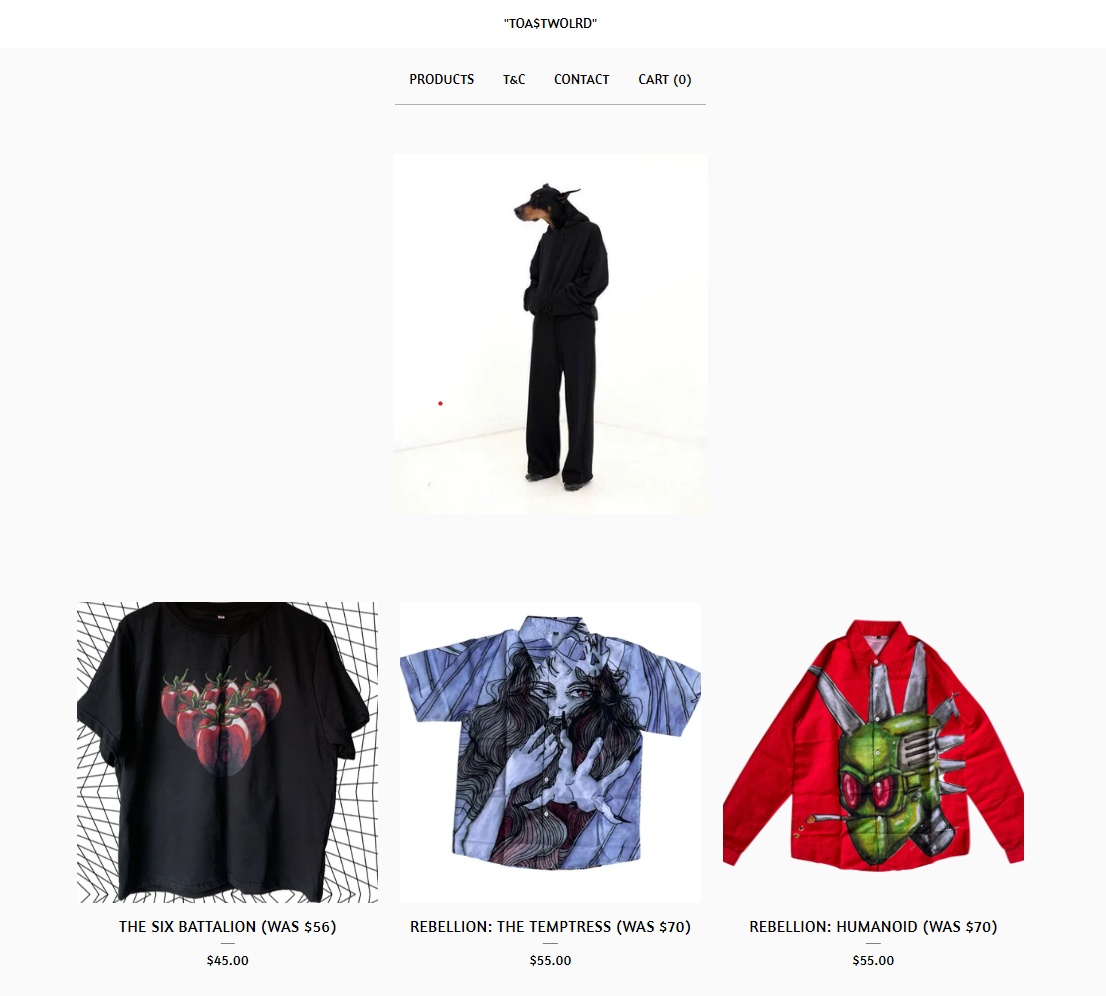 "TOA$TWOLRD"
PRODUCTS T&C CONTACT CART (0)
THE SIX BATTALION (WAS $56)
$45.00
REBELLION: THE TEMPTRESS (WAS $70)
$55.00
REBELLION: HUMANOID (WAS $70)
$55.00